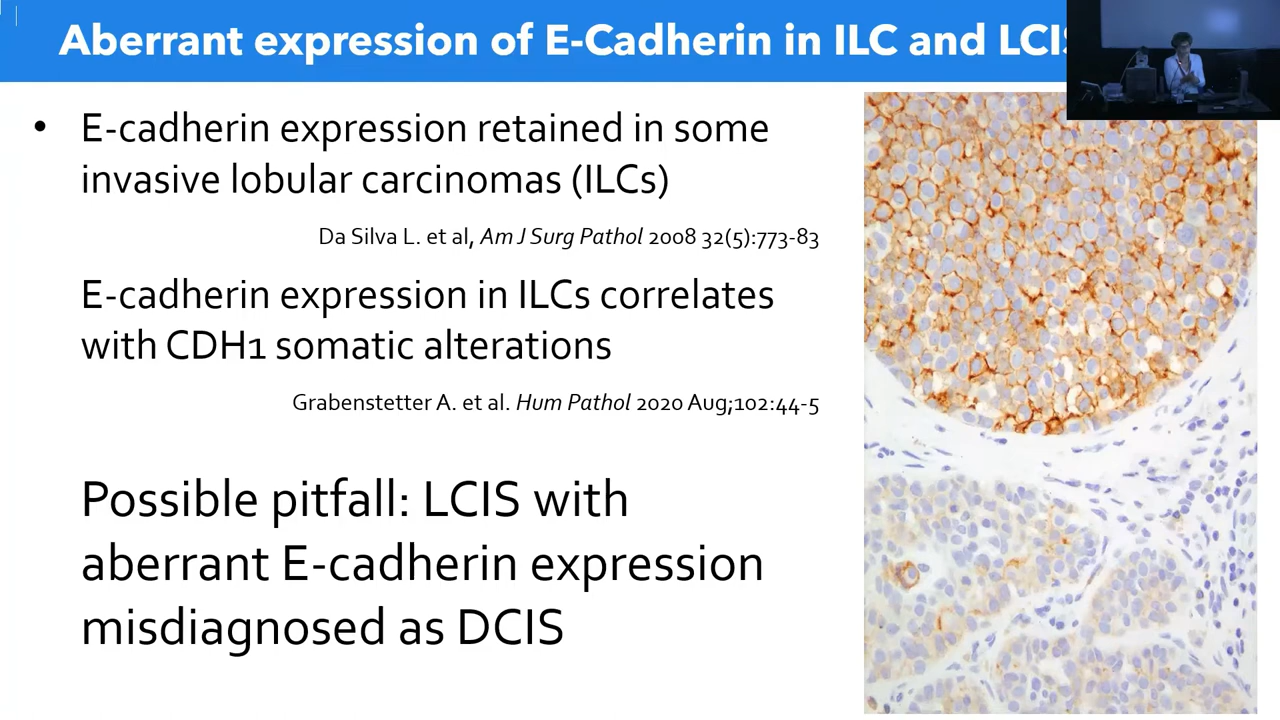 Aberrant expression of E-Cadherin in ILC and LCIS
• E-cadherin expression retained in some
invasive lobular carcinomas (ILCs)
Da Silva L. et al, Am J Surg Pathol 2008 32(5):773-83
E-cadherin expression in ILCs correlates
with CDH1 somatic alterations
Grabenstetter A. et al. Hum Pathol 2020 Aug;102:44-5
Possible pitfall: LCIS with
aberrant E-cadherin expression
misdiagnosed as DCIS